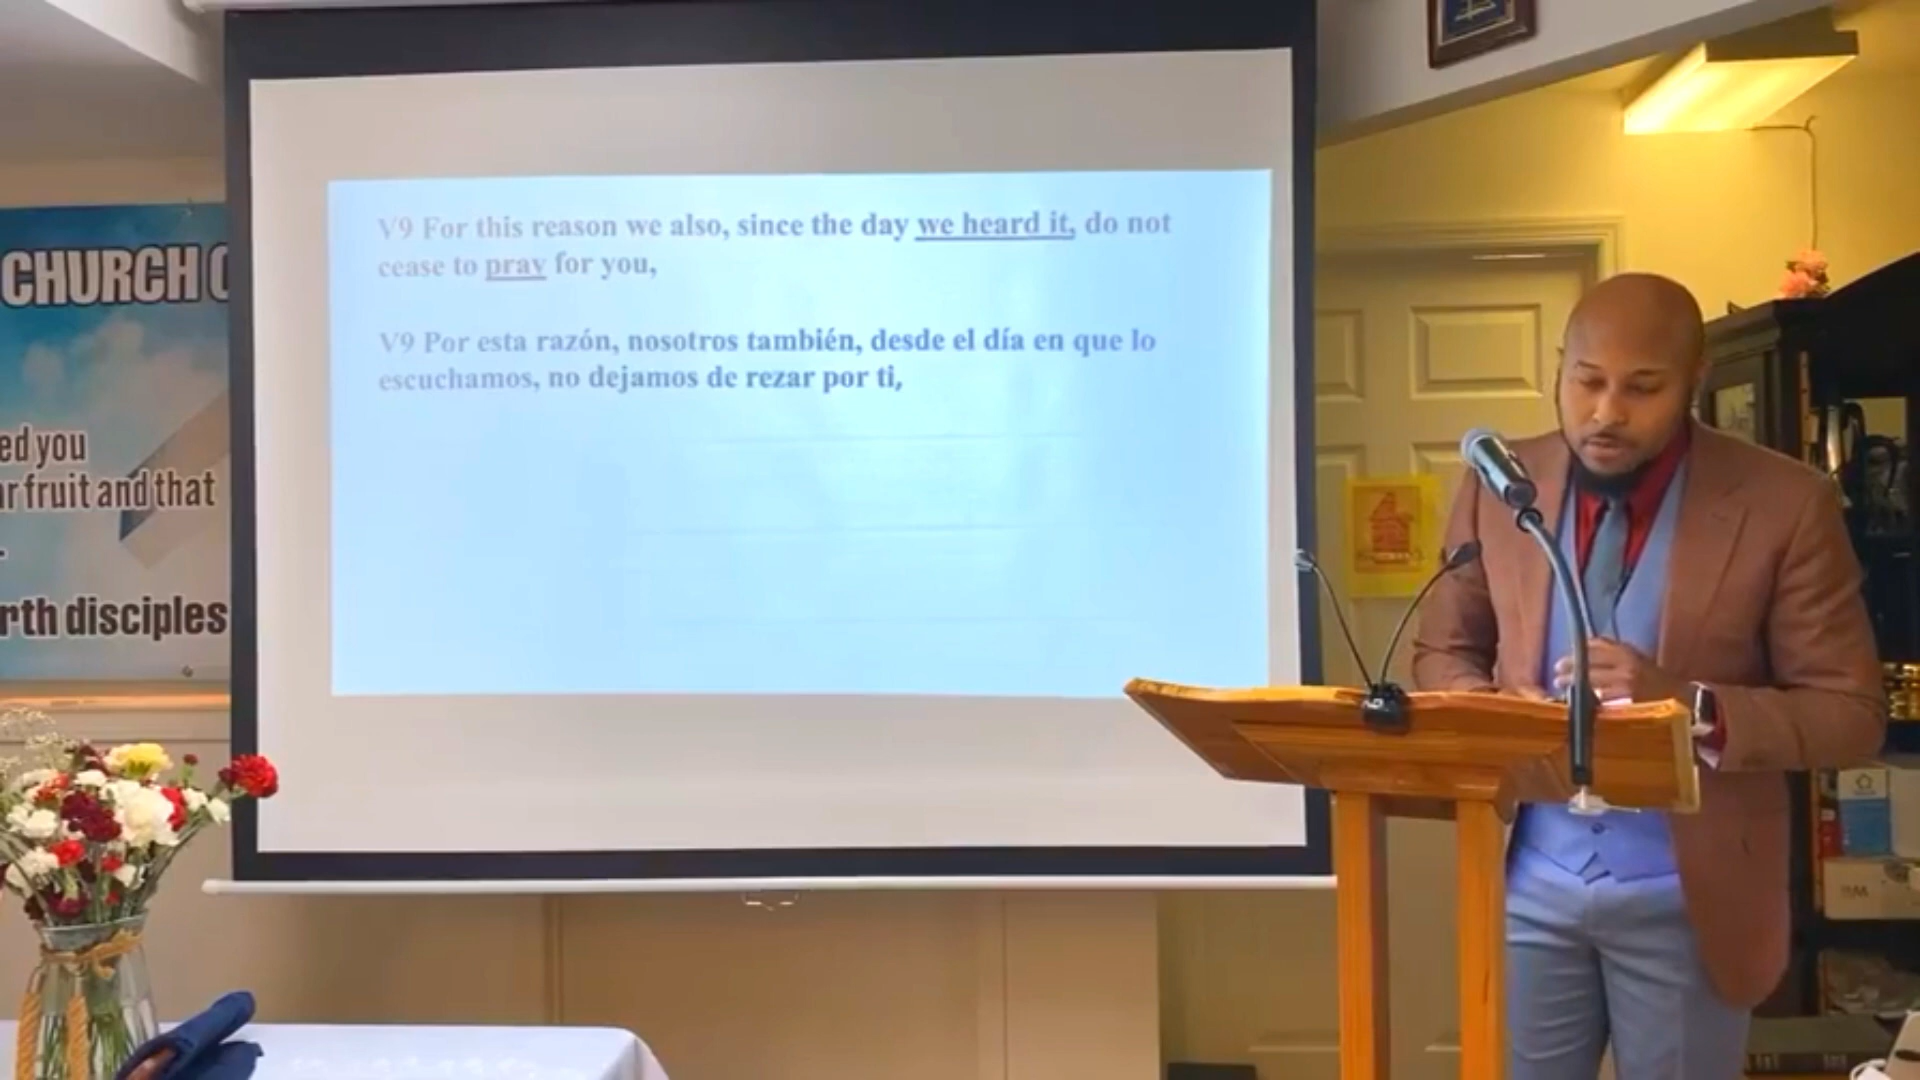 V9 For this reason we also, since the day we heard it, do not
cease to pray for you,
V9 Por esta razón, nosotros también, desde el día en que lo
escuchamos, no dejamos de rezar por ti,
CHURCH
ed you
ar fruit and that
rth disciples